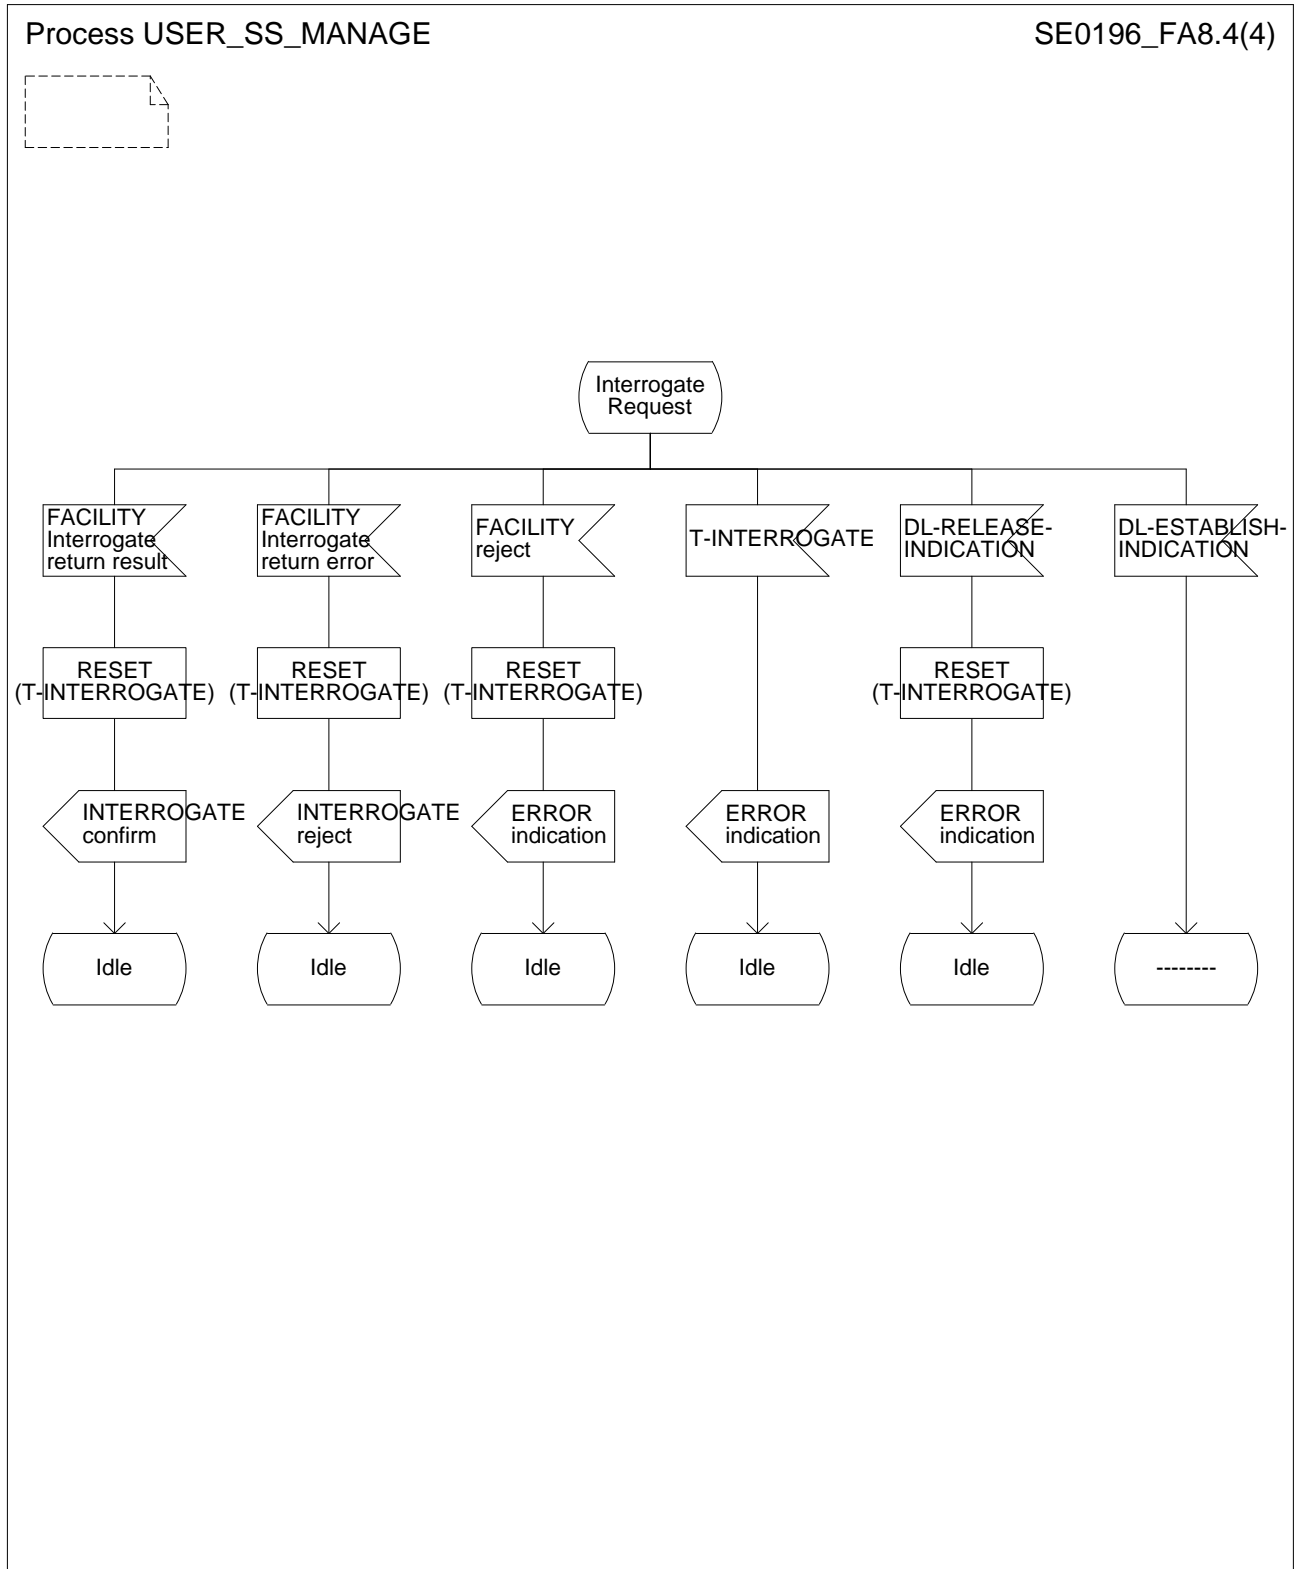 Process USER_SS_MANAGE
SE0196_FA8.4(4)
Interrogate
Request
FACILITY
Interrogate
return result
FACILITY
Interrogate
return error
FACILITY
reject
T-INTERROGATE
DL-RELEASE-
INDICATION
DL-ESTABLISH-
INDICATION
RESET
(T-INTERROGATE)
RESET
(T-INTERROGATE)
RESET
(T-INTERROGATE)
RESET
(T-INTERROGATE)
INTERROGATE
confirm
INTERROGATE
reject
ERROR
indication
ERROR
indication
ERROR
indication
Idle
Idle
Idle
Idle
Idle
--------